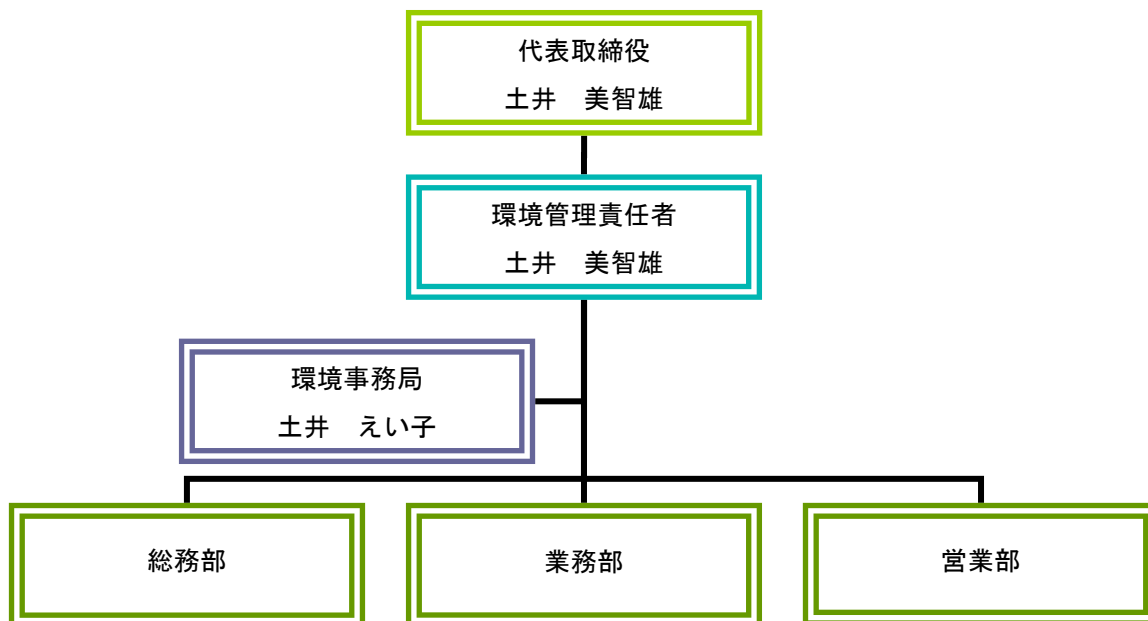 代表取締役
土井　美智雄
環境管理責任者
土井　美智雄
環境事務局
土井　えい子
総務部
業務部
営業部